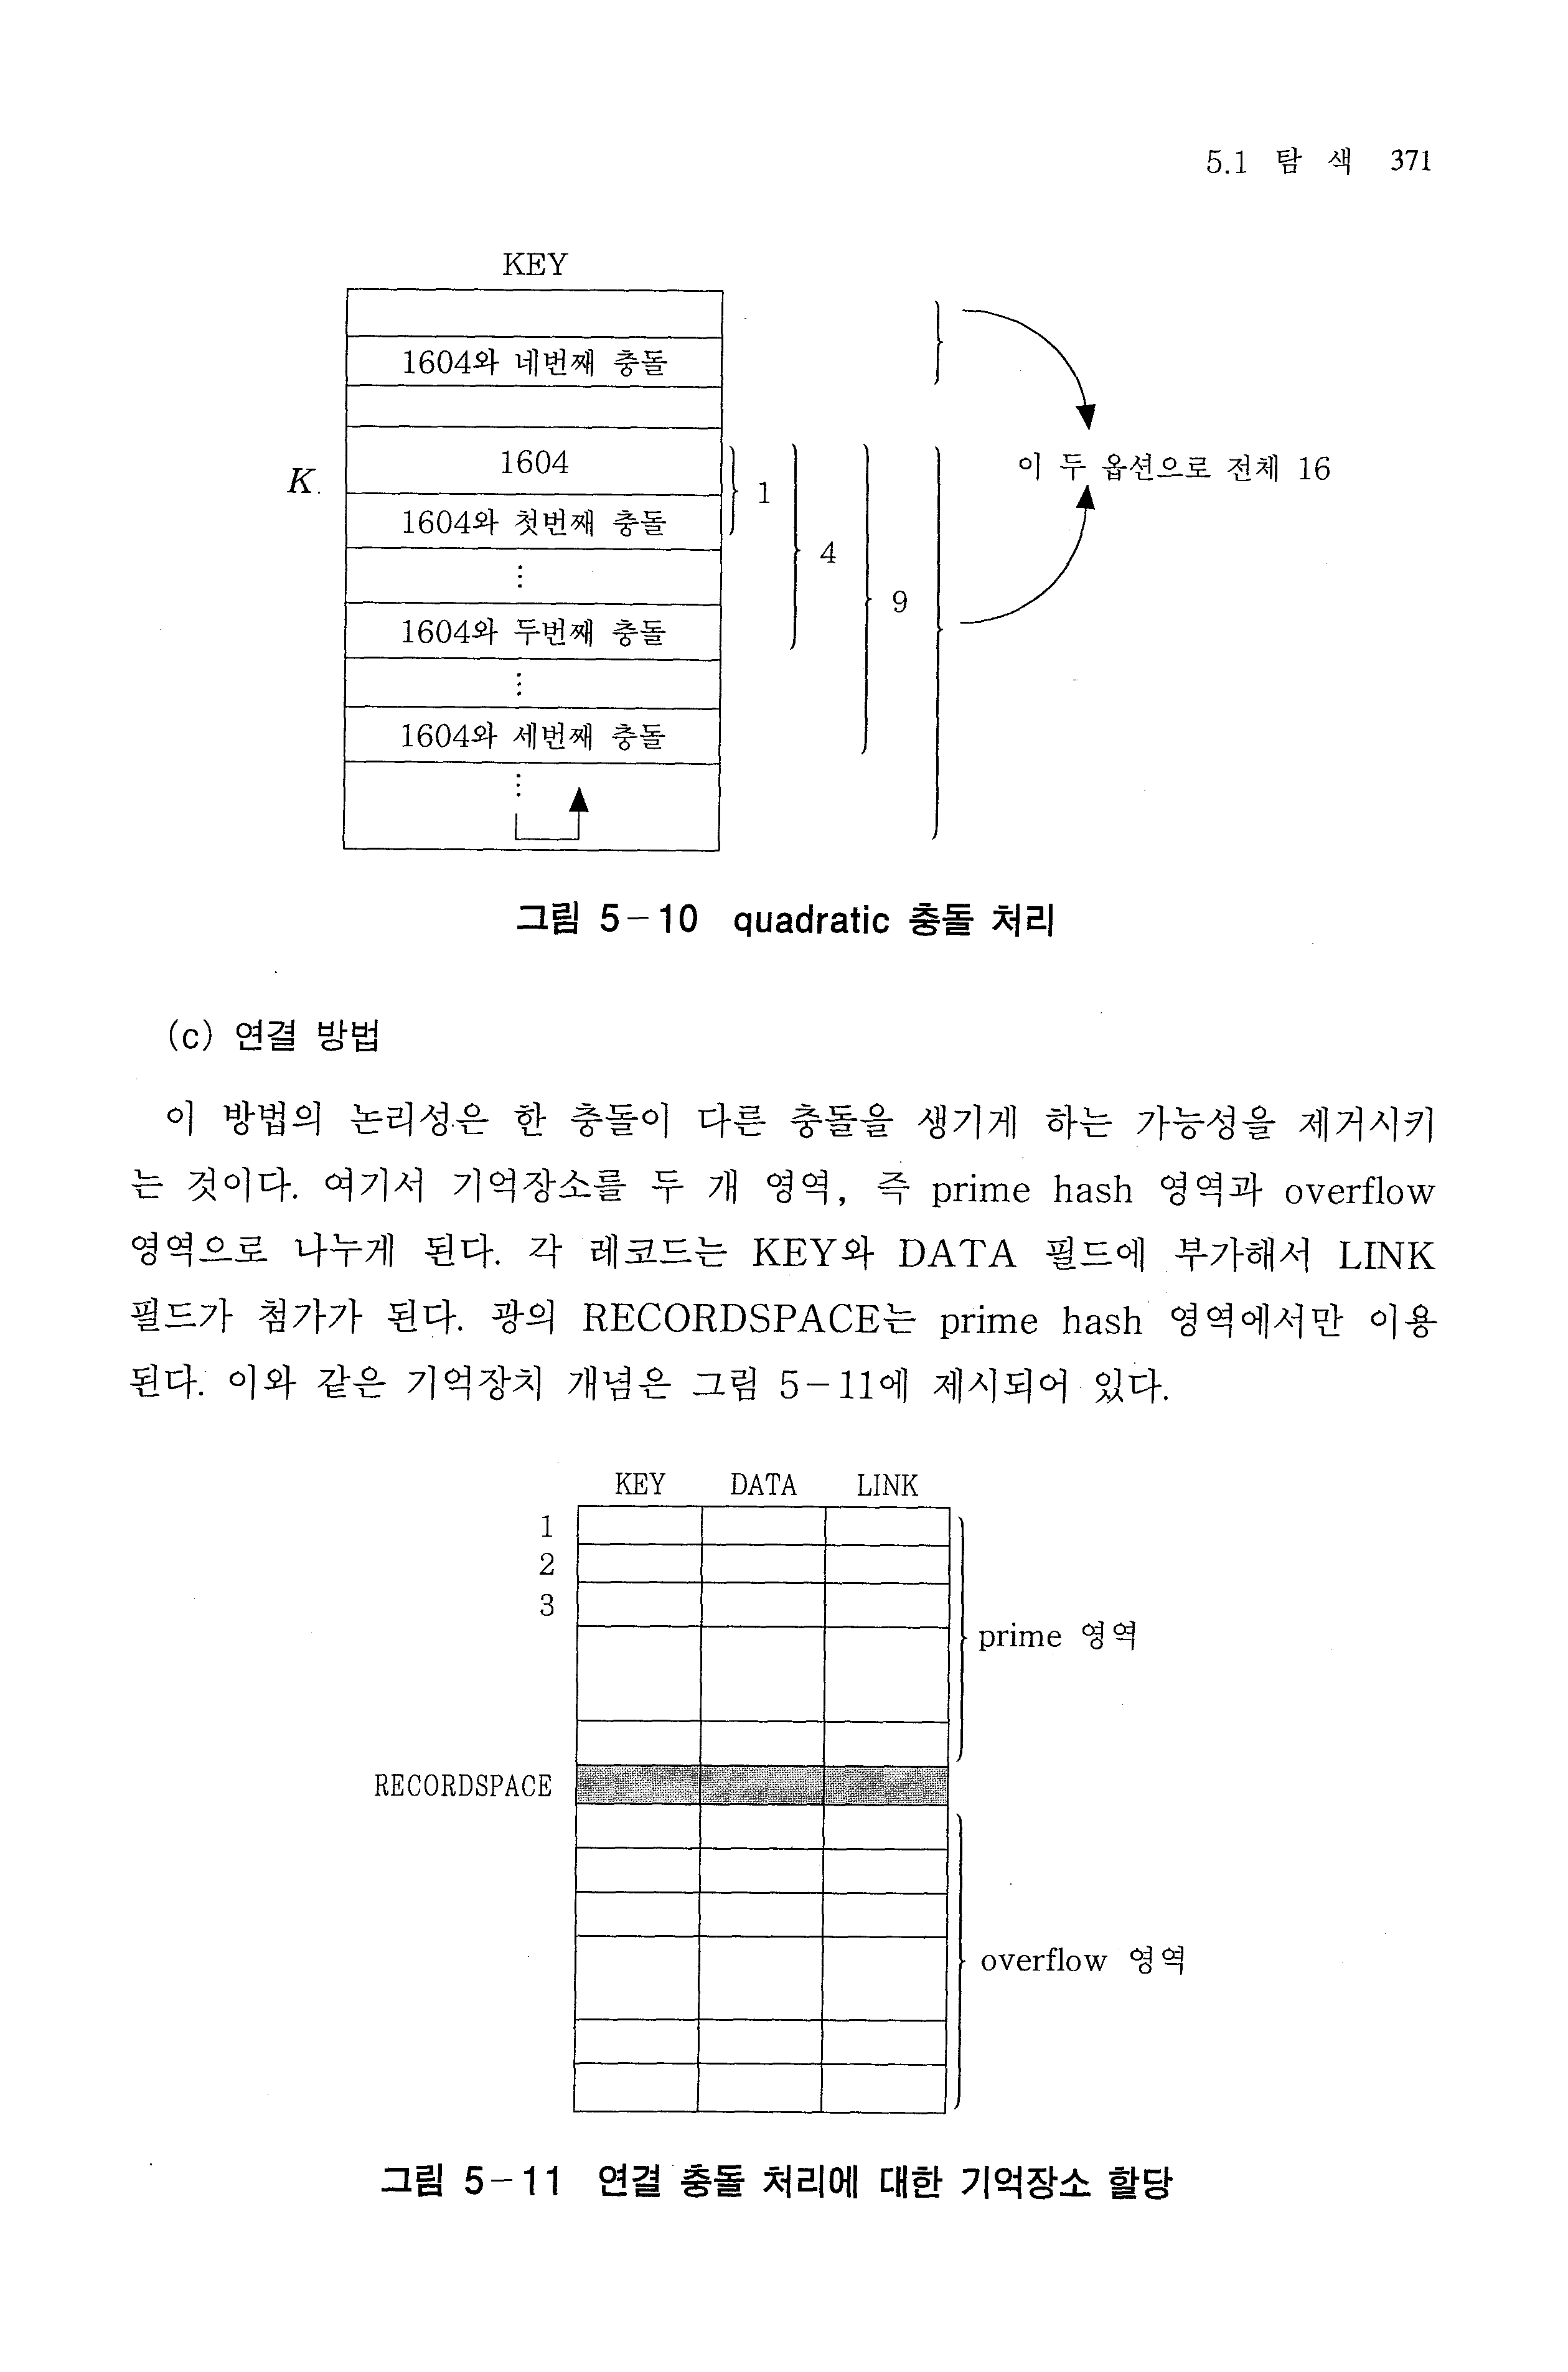 5.1 탐 색 371
KEY
1604와 네번째 충돌
K
1604
1604와 첫번째 충돌
⋮
1604와 두번째 충돌
⋮
1604와 세번째 충돌
⋮
1
4
9
이 두 옵션으로 전체 16
그림 5-10 quadratic 충돌 처리
(c) 연결 방법
이 방법의 논리성은 한 충돌이 다른 충돌을 생기게 하는 가능성을 제거시키
는 것이다. 여기서 기억장소를 두 개 영역, 즉 prime hash 영역과 overflow
영역으로 나누게 된다. 각 레코드는 KEY와 DATA 필드에 부가해서 LINK
필드가 첨가가 된다. 광의 RECORDSPACE는 prime hash 영역에서만 이용
된다. 이와 같은 기억장치 개념은 그림 5-11에 제시되어 있다.
KEY DATA LINK
1
2
3
prime 영역
RECORDSPACE
overflow 영역
그림 5-11 연결 충돌 처리에 대한 기억장소 할당